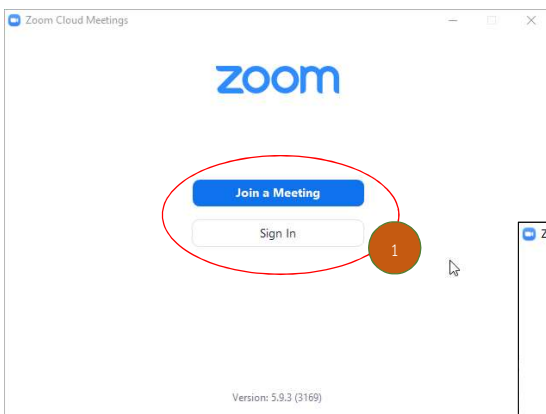 Zoom Cloud Meetings
zoom
Join a Meeting
Sign In
1
Z
Version: 5.9.3 (3169)